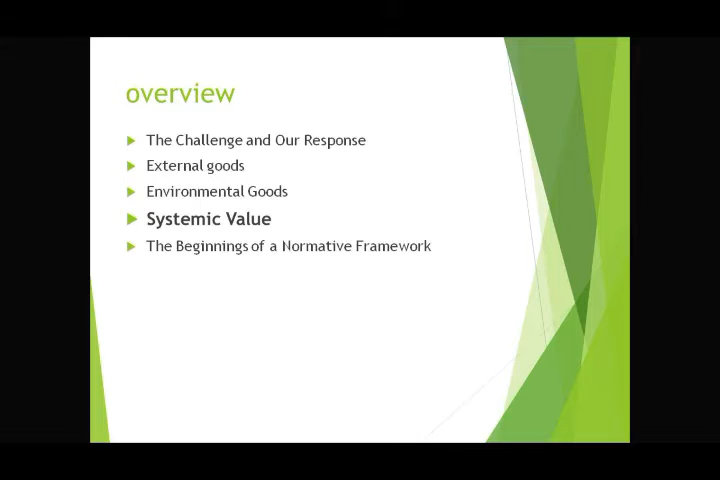 overview
The Challenge and Our Response
External goods
Environmental Goods
Systemic Value
The Beginnings of a Normative Framework